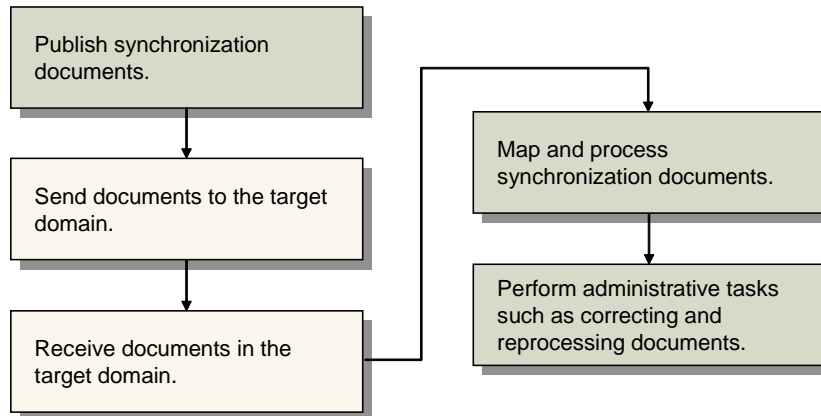 Publish synchronization
documents.
Send documents to the target
domain.
Receive documents in the
target domain.
Map and process
synchronization documents.
Perform administrative tasks
such as correcting and
reprocessing documents.